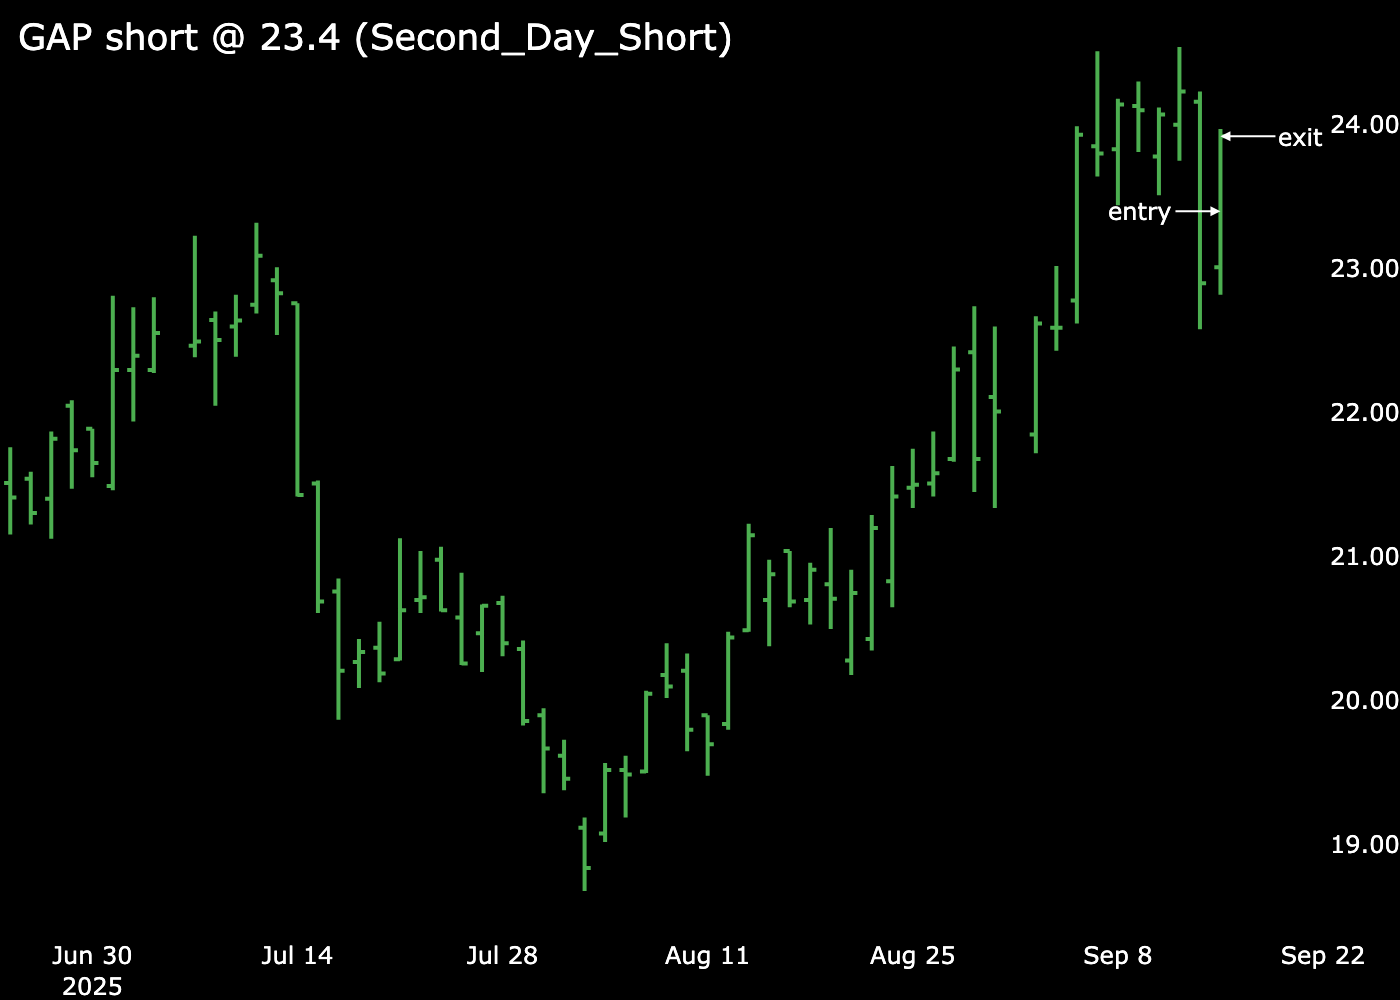 GAP short @ 23.4 (Second_Day_Short)
24.00
exit
entry
23.00
22.00
21.00
20.00
19.00
Jun 30
2025
Jul 14
Jul 28
Aug 11
Aug 25
Sep 8
Sep 22